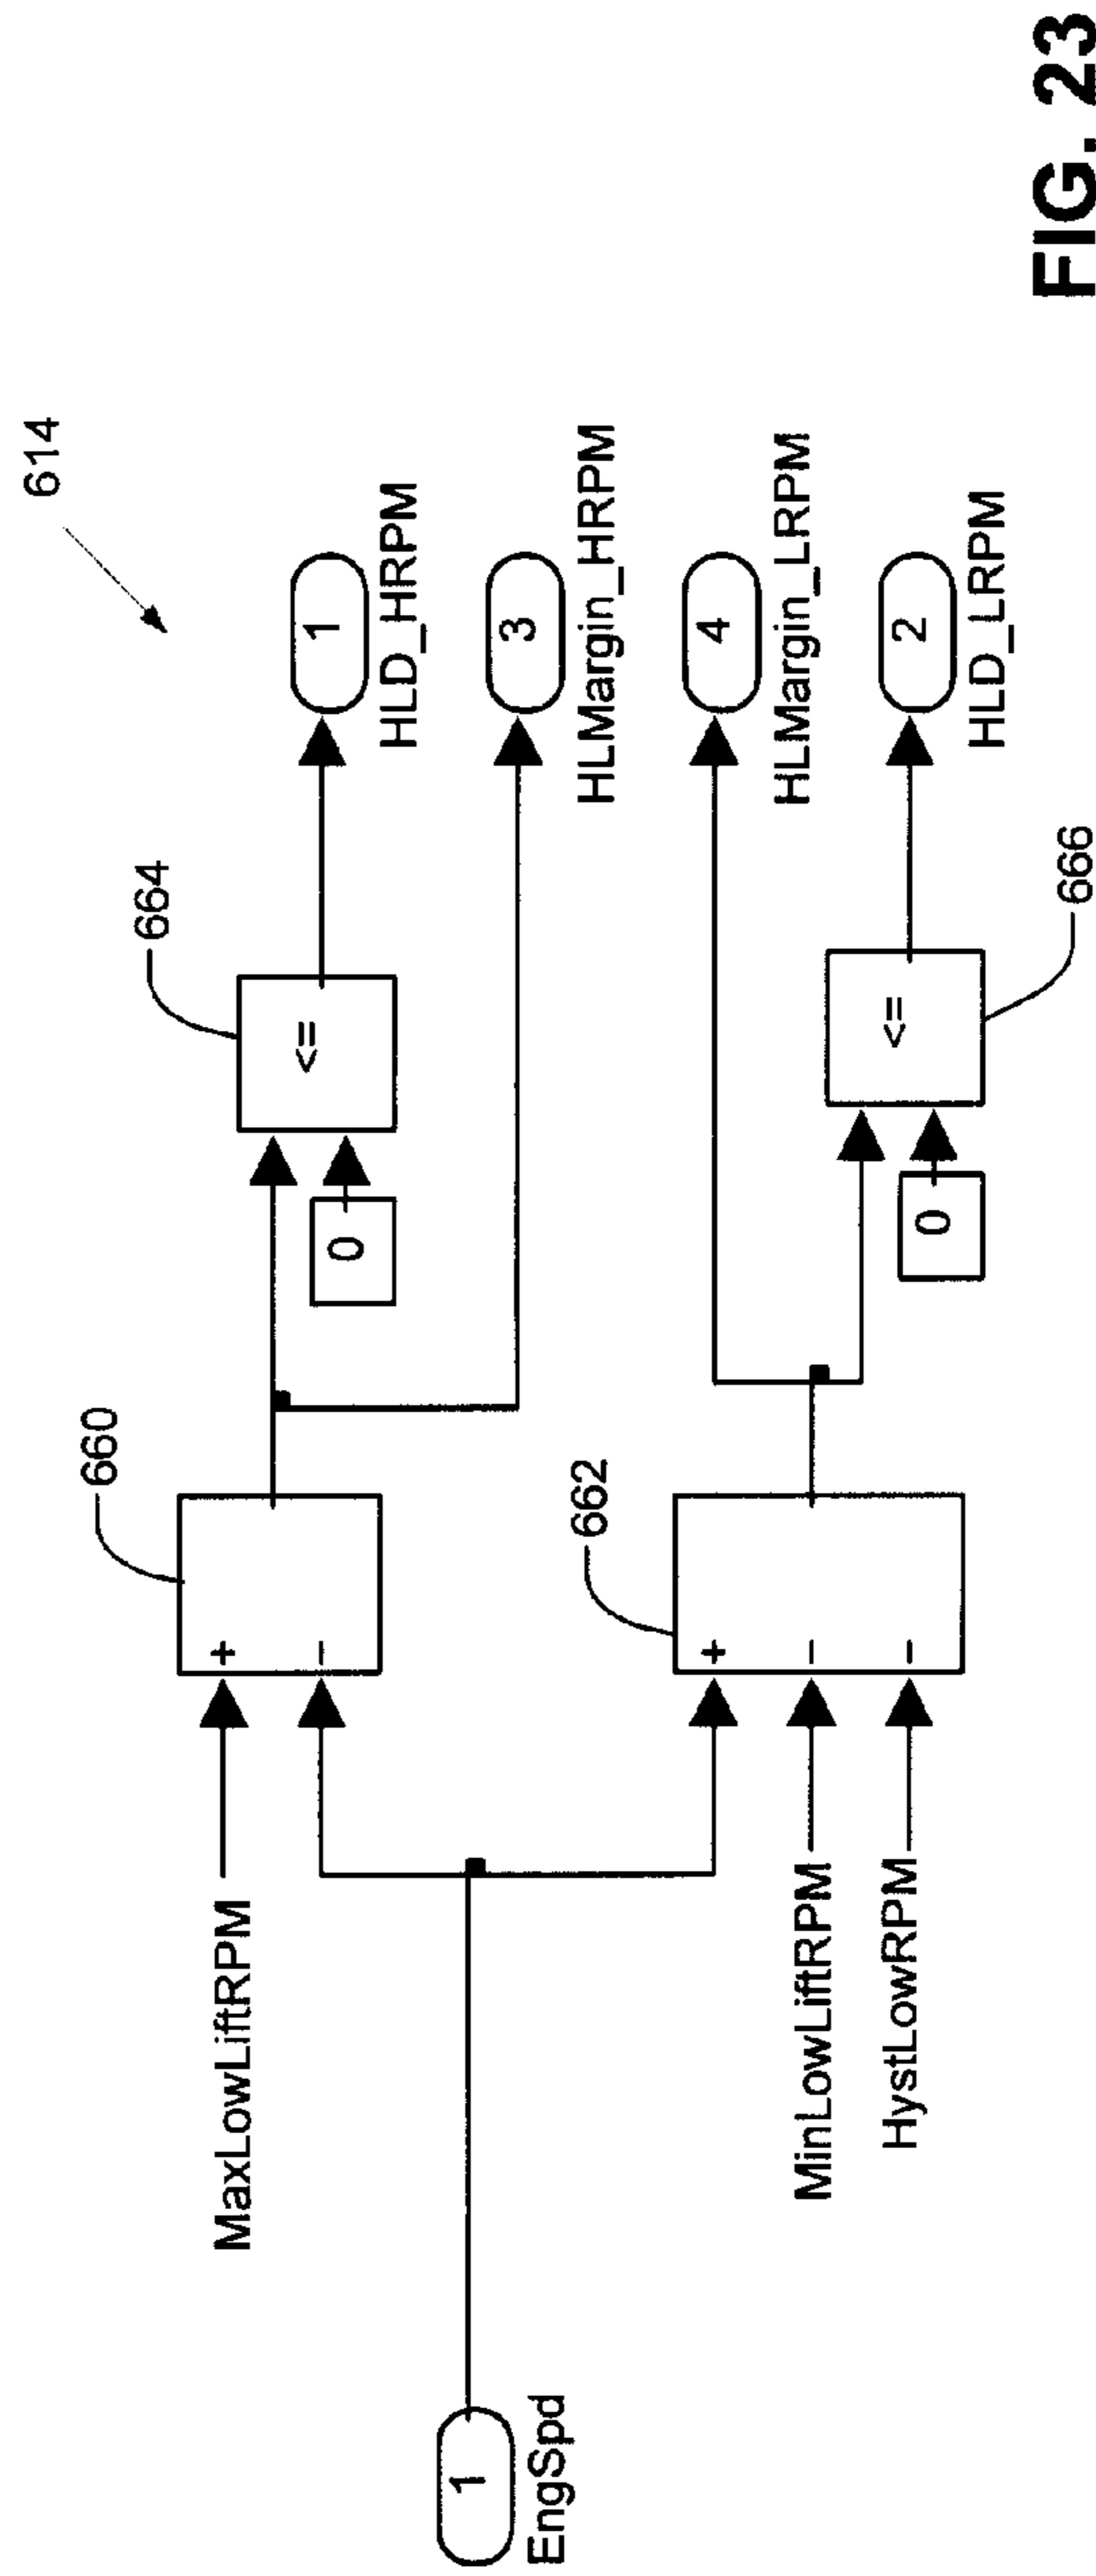 614
664
1
HLD_HRPM
660
<=
0
3
HLMargin_HRPM
MaxLowLiftRPM
+
−
1
EngSpd
662
4
HLMargin_LRPM
+
MinLowLiftRPM
−
HystLowRPM
−
<=
0
2
HLD_LRPM
666
FIG. 23